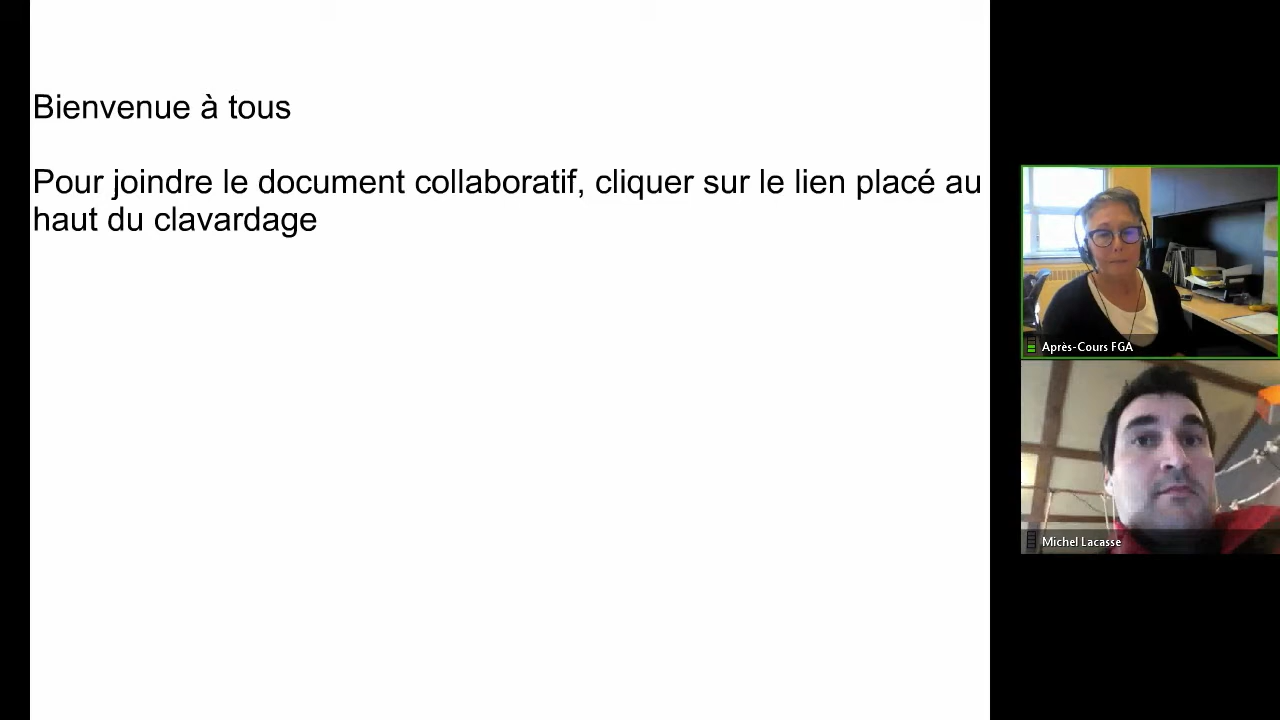 Bienvenue à tous
Pour joindre le document collaboratif, cliquer sur le lien placé au
haut du clavardage
Après-Cours FGA
Michel Lacasse